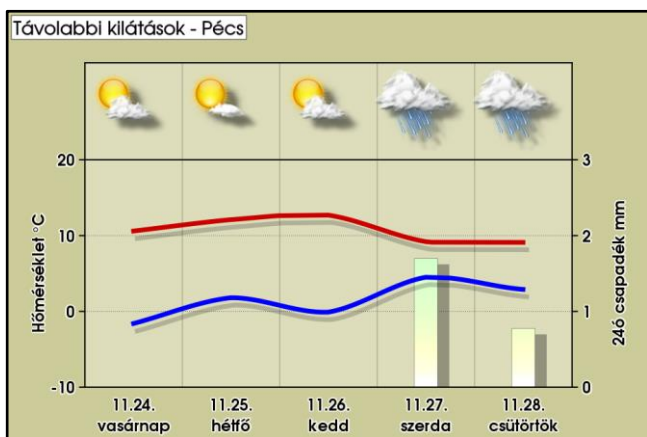 Távolabbi kilátások - Pécs
20
10
0
-10
Hőmérséklet °C
3
2
1
0
24ó csapadék mm
11.24. 11.25. 11.26. 11.27. 11.28.
vasárnap hétfő kedd szerda csütörtök